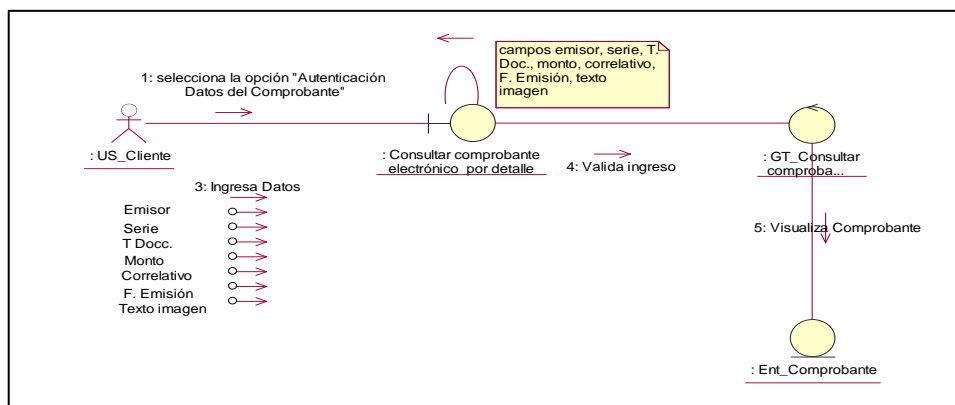 campos emisor, serie, T.
Doc., monto, correlativo,
F. Emisión, texto
imagen
1: selecciona la opción "Autenticación
Datos del Comprobante"
: US_Cliente
: Consultar comprobante
electrónico por detalle
4: Valida ingreso
: GT_Consultar
comproba...
3: Ingresa Datos
Emisor
Serie
T Docc.
Monto
Correlativo
F. Emisión
Texto imagen
5: Visualiza Comprobante
: Ent_Comprobante